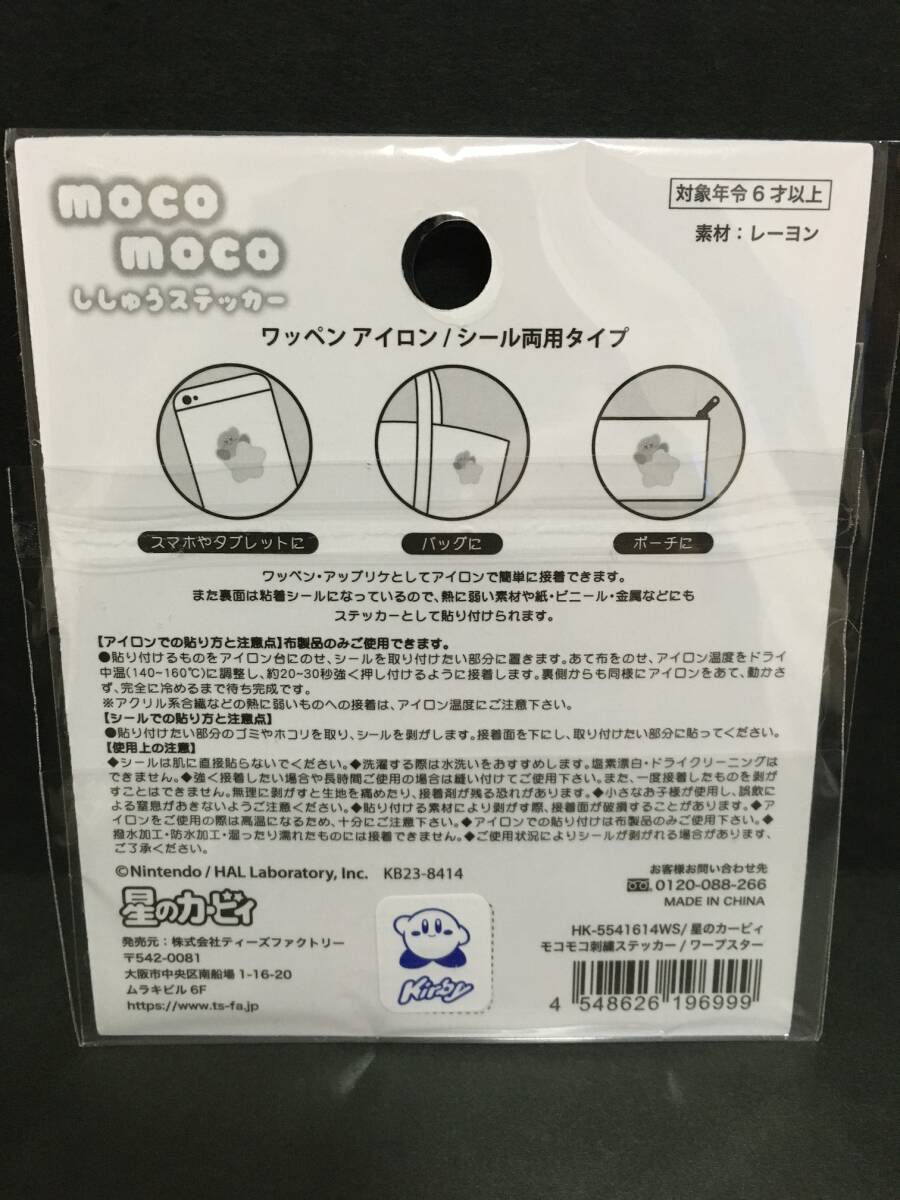 moco
moco
ししゅうステッカー
対象年令6才以上
素材：レーヨン
ワッペン アイロン/シール両用タイプ
スマホやタブレットに
バッグに
ポーチに
ワッペン・アップリケとしてアイロンで簡単に接着できます。
また裏面は粘着シールになっているので、熱に弱い素材や紙・ビニール・金属などにも
ステッカーとして貼り付けられます。
【アイロンでの貼り方と注意点】布製品のみご使用できます。
●貼り付けるものをアイロン台にのせ、シールを取り付けたい部分に置きます。あて布をのせ、アイロン温度をドライ
中温(140~160℃)に調整し、約20~30秒強く押し付けるように接着します。裏側からも同様にアイロンをあて、動かさ
ず、完全に冷めるまで待ち完成です。
※アクリル系合繊などの熱に弱いものへの接着は、アイロン温度にご注意下さい。
【シールでの貼り方と注意点】
●貼り付けたい部分のゴミやホコリを取り、シールを剥がします。接着面を下にし、取り付けたい部分に貼ってください。
【使用上の注意】
◆シールは肌に直接貼らないでください。◆洗濯する際は水洗いをおすすめします。塩素漂白・ドライクリーニングは
できません。◆強く接着したい場合や長時間ご使用の場合は縫い付けてご使用下さい。また、一度接着したものを剥が
すことはできません。無理に剥がすと生地を痛めたり、接着剤が残る恐れがあります。◆小さなお子様が使用し、誤飲に
よる窒息がおきないようご注意ください。◆貼り付ける素材により剥がす際、接着面が破損することがあります。◆ア
イロンをご使用の際は高温になるため、十分にご注意下さい。◆アイロンでの貼り付けは布製品のみご使用下さい。◆
撥水加工・防水加工・湿ったり濡れたものには接着できません。◆ご使用状況によりシールが剥がれる場合があります、
ご了承ください。
©Nintendo / HAL Laboratory, Inc. KB23-8414
星のカービィ
発売元：株式会社ティーズファクトリー
〒542-0081
大阪市中央区南船場 1-16-20
ムラキビル 6F
https://www.ts-fa.jp
Kirby
お客様お問い合わせ先
0120-088-266
MADE IN CHINA
HK-5541614WS/ 星のカービィ
モコモコ刺繍ステッカー / ワープスター
4 548626 196999